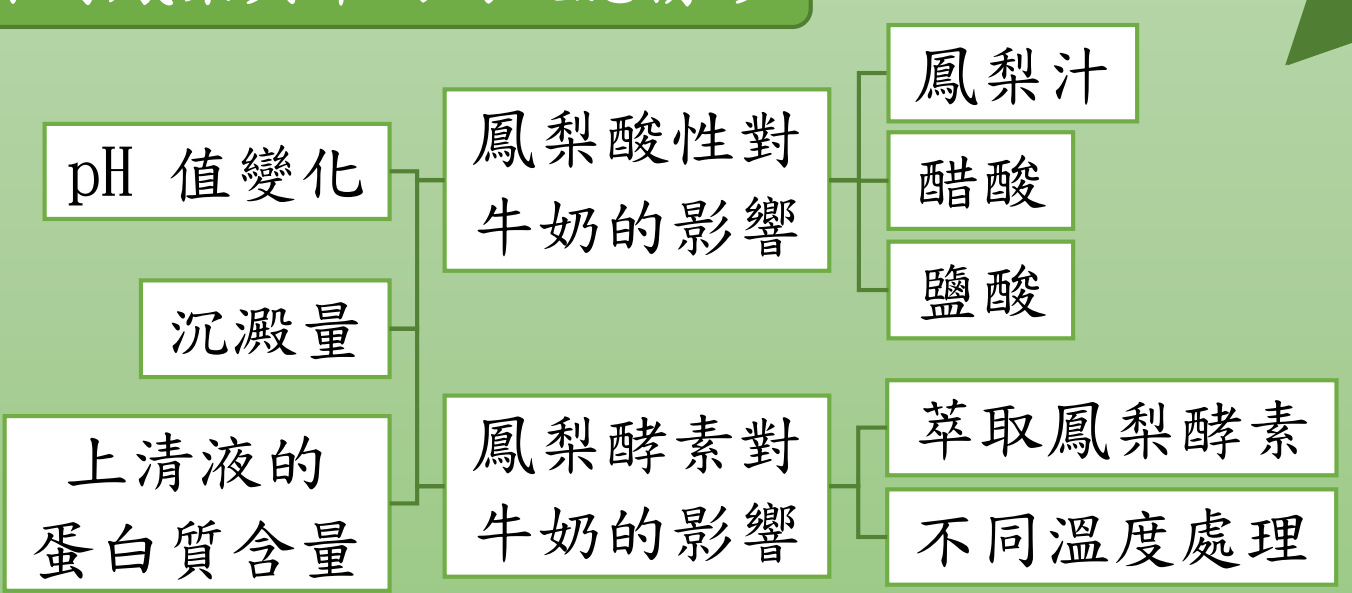 pH 值變化
沉澱量
上清液的
蛋白質含量
鳳梨酸性對
牛奶的影響
鳳梨酵素對
牛奶的影響
鳳梨汁
醋酸
鹽酸
萃取鳳梨酵素
不同溫度處理